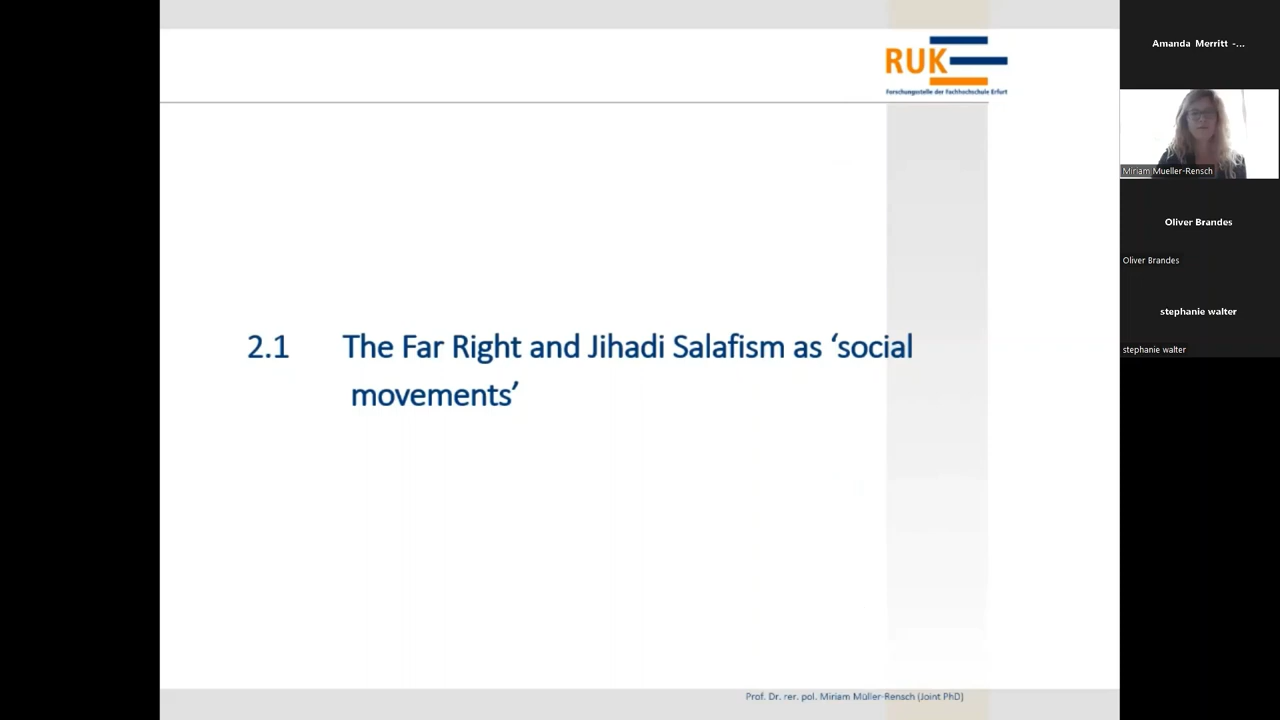 RUK
Forschungsstelle der Fachhochschule Erfurt
2.1 The Far Right and Jihadi Salafism as ‘social
movements’
Prof. Dr. rer. pol. Miriam Müller-Rensch (Joint PhD)
Amanda Merritt -...
Miriam Mueller-Rensch
Oliver Brandes
Oliver Brandes
stephanie walter
stephanie walter